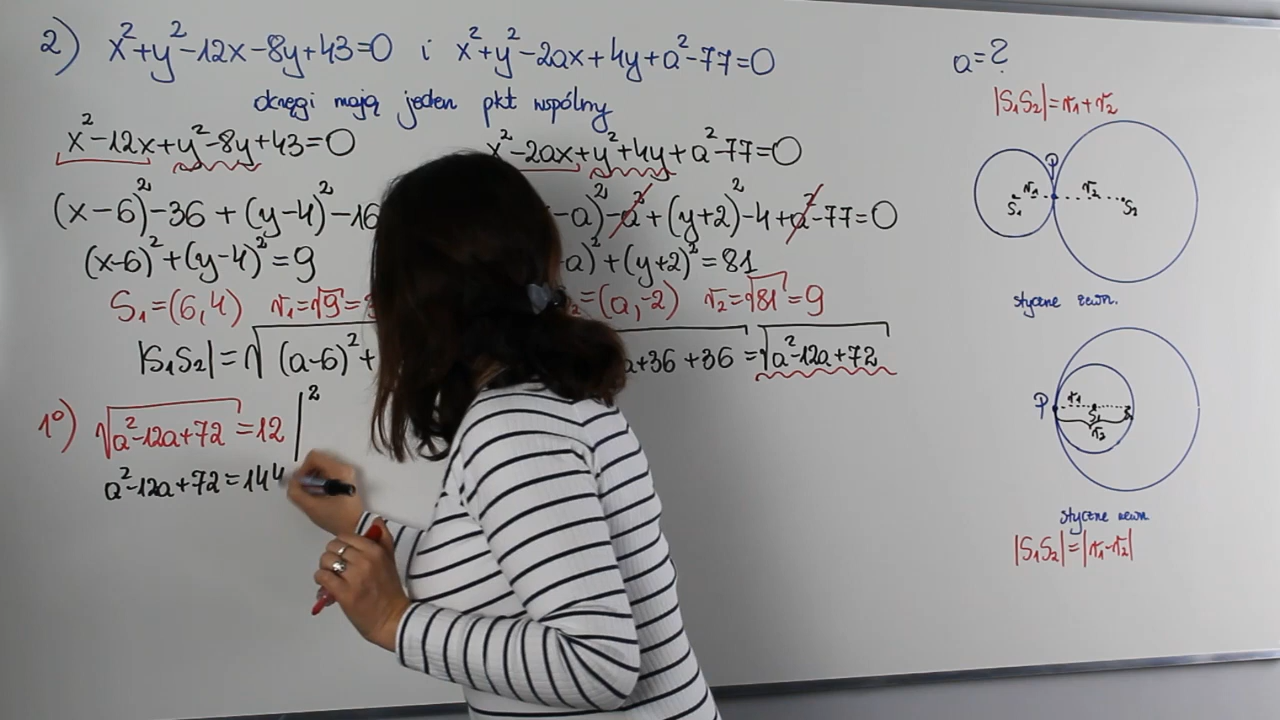 2) x²+y²-12x-8y+43=0 i x²+y²-2ax+4y+a²-77=0
okręgi mają jeden pkt wspólny
x²-12x+y²-8y+43=0
x²-2ax+y²+4y+a²-77=0
(x-6)²-36+(y-4)²-16
-a)²-a²+(y+2)²-4+a²-77=0
(x-6)²+(y-4)²=9
a)²+(y+2)²=81
S₁=(6,4) r₁=√9=3
=(a,-2) r₂=√81=9
|S₁S₂|=√(a-6)²+
a+36+36=√a²-12a+72
1°) √a²-12a+72=12 |²
a²-12a+72=144
a=?
|S₁S₂|=r₁+r₂
P
r₁ r₂
S₁ S₂
styczne zewn.
P
r₁
S₁
r₂
styczne wewn.
|S₁S₂|=|r₁-r₂|